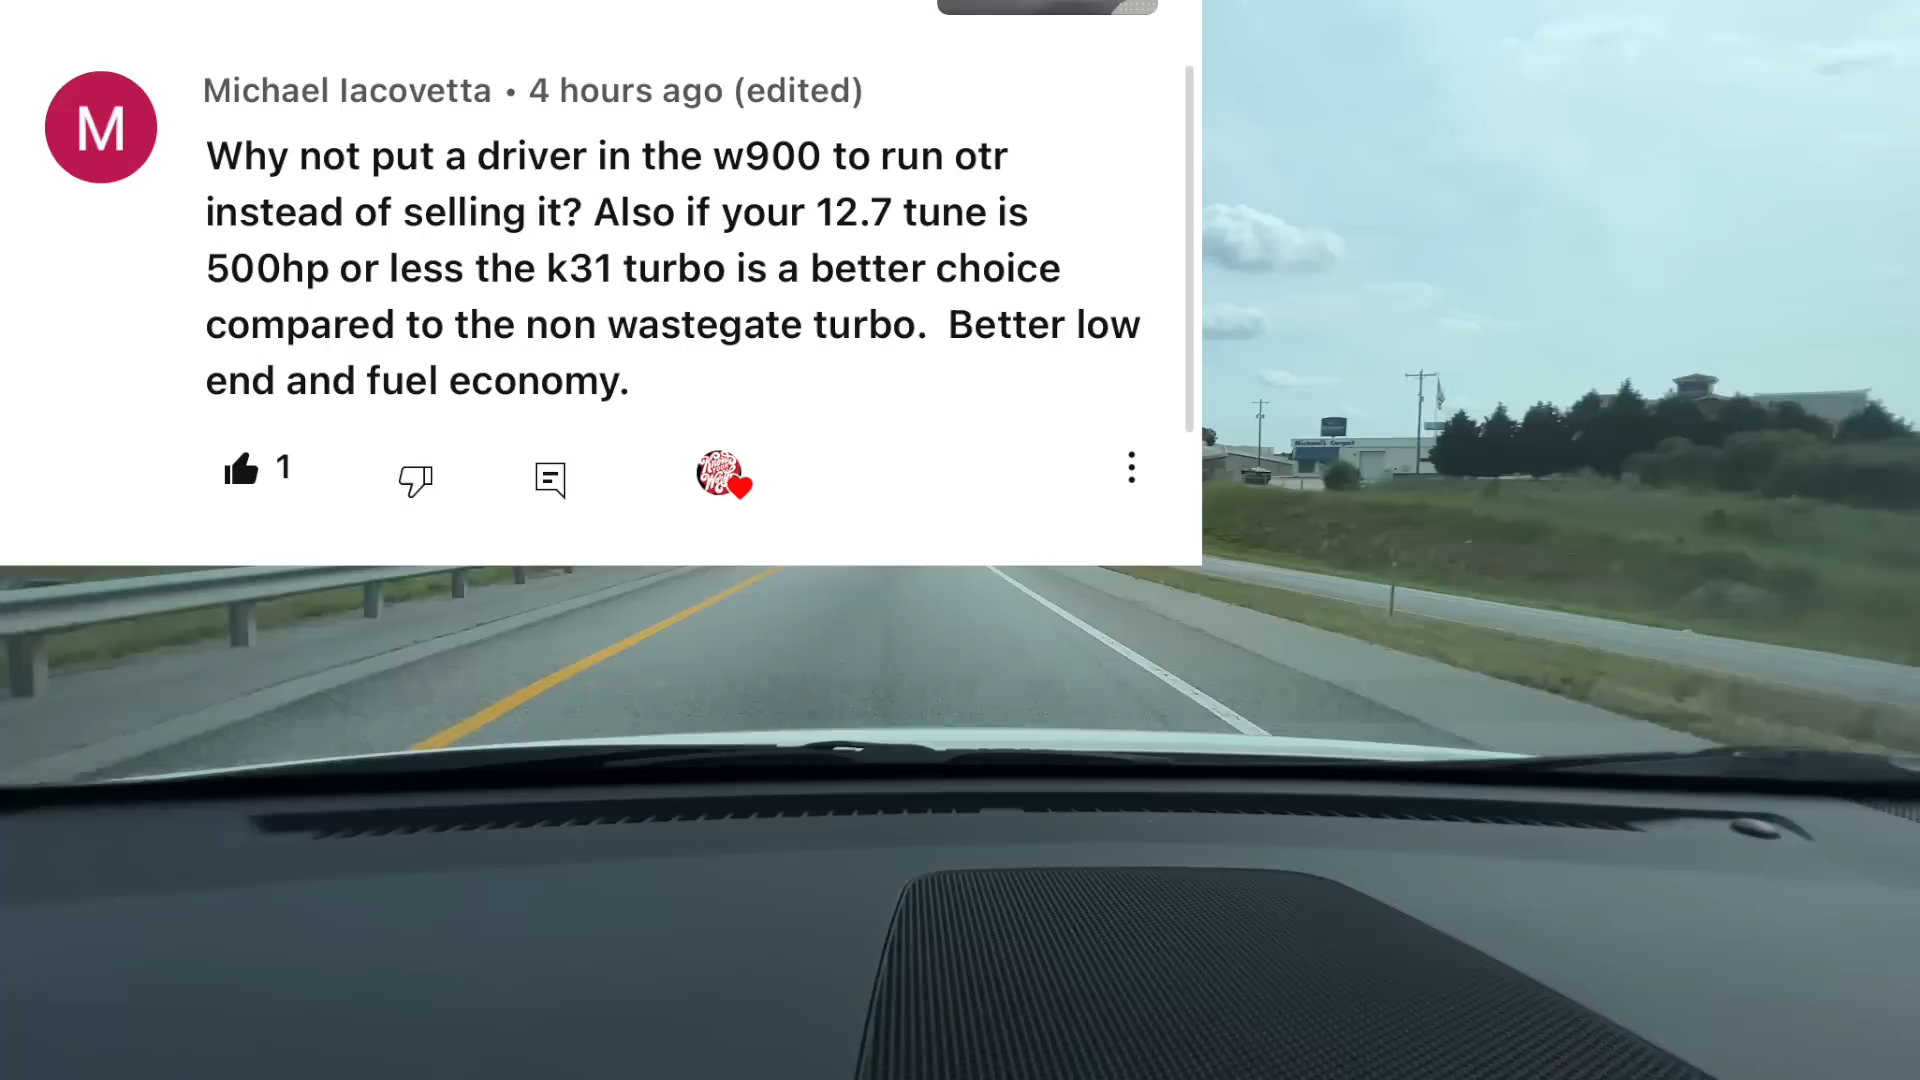 M
Michael Iacovetta • 4 hours ago (edited)
Why not put a driver in the w900 to run otr
instead of selling it? Also if your 12.7 tune is
500hp or less the k31 turbo is a better choice
compared to the non wastegate turbo.  Better low
end and fuel economy.
1
Michael's Carpet